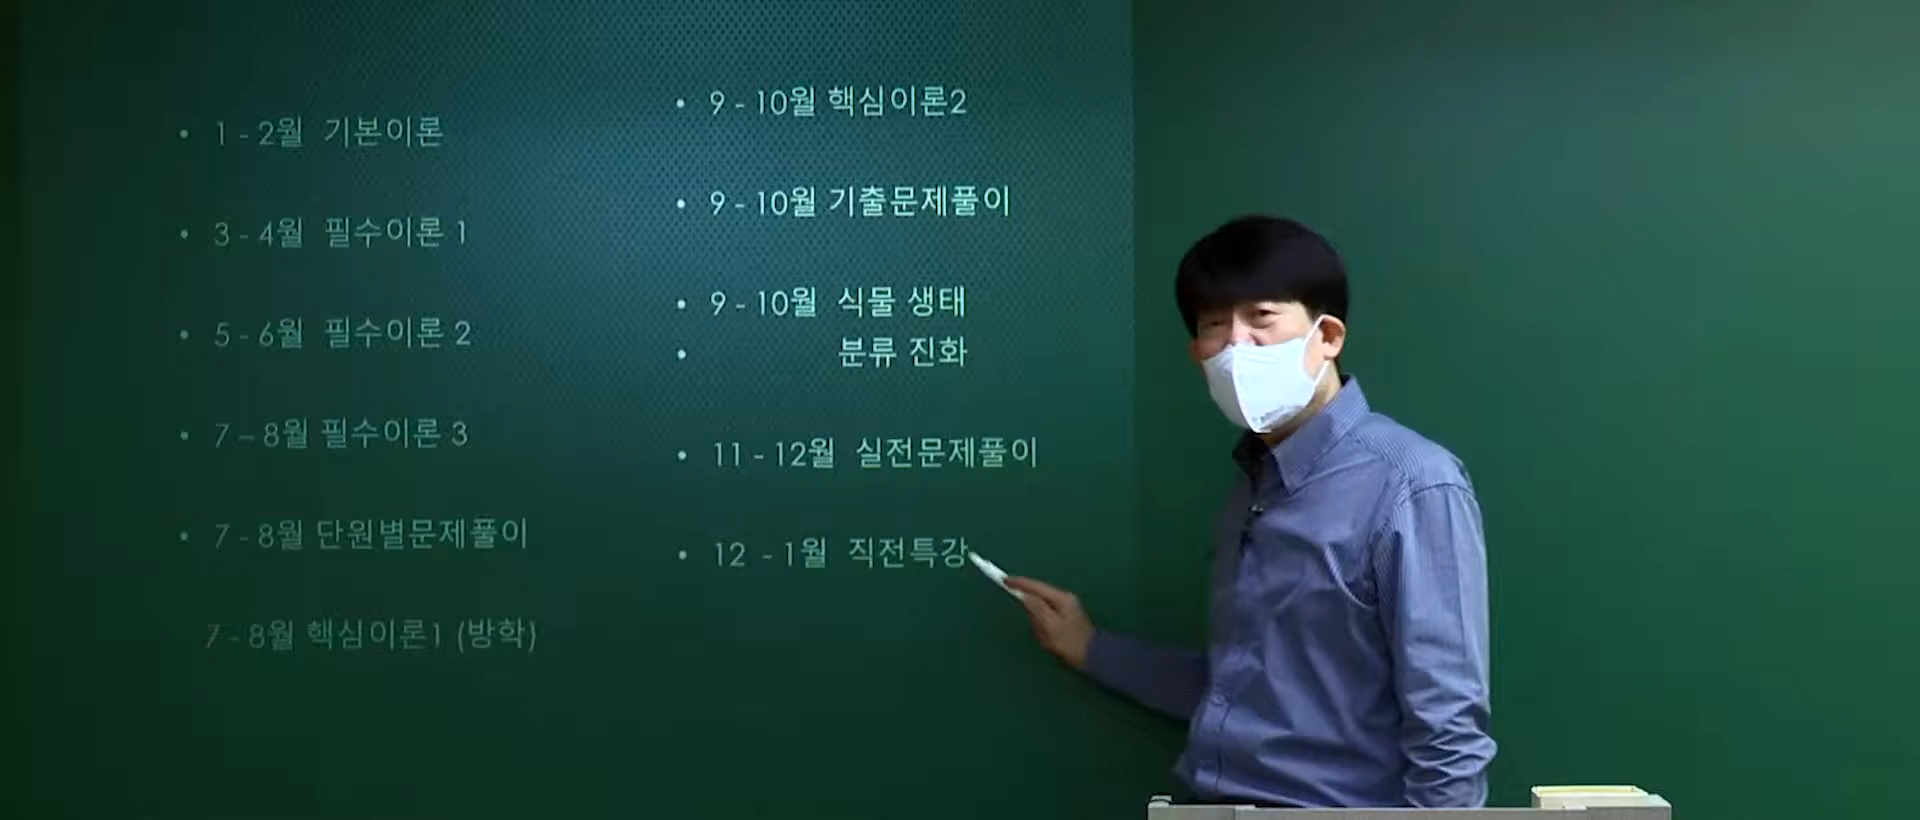 • 1 - 2월 기본이론
• 3 - 4월 필수이론 1
• 5 - 6월 필수이론 2
• 7 – 8월 필수이론 3
• 7 - 8월 단원별문제풀이
7 - 8월 핵심이론1 (방학)
• 9 - 10월 핵심이론2
• 9 - 10월 기출문제풀이
• 9 - 10월 식물 생태
• 분류 진화
• 11 - 12월 실전문제풀이
• 12 - 1월 직전특강